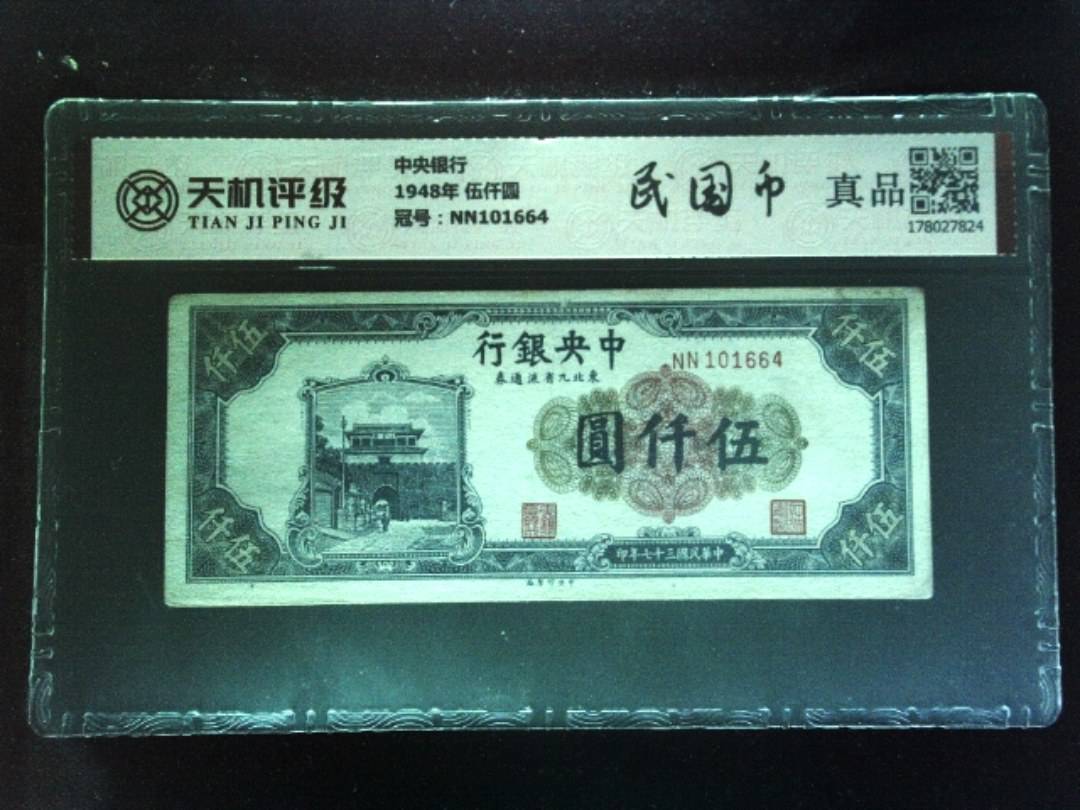 天机评级
TIAN JI PING JI
中央银行
1948年 伍仟圆
冠号：NN101664
民国币
真品
178027824
伍仟
伍仟
中央銀行
NN101664
東北九省流通券
伍仟圓
伍仟
伍仟
中華民國三十七年印